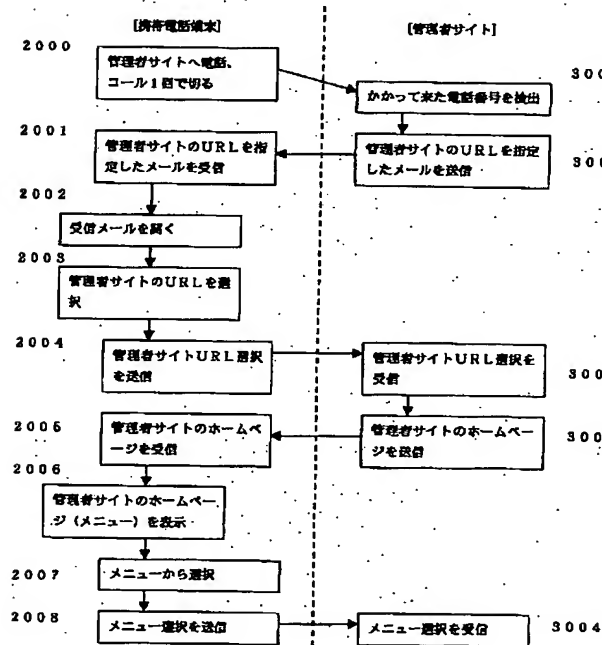 [携帯電話端末]
[管理者サイト]
2000
管理者サイトへ電話、
コール1回で切る
300
かかって来た電話番号を検出
2001
管理者サイトのURLを指
定したメールを受信
管理者サイトのURLを指定
したメールを送信
300
2002
受信メールを開く
2003
管理者サイトのURLを選
択
2004
管理者サイトURL選択
を送信
管理者サイトURL選択を
受信
300
2005
管理者サイトのホームペ
ージを受信
管理者サイトのホームペー
ジを送信
300
2006
管理者サイトのホームペー
ジ(メニュー)を表示
2007
メニューから選択
2008
メニュー選択を送信
メニュー選択を受信
3004